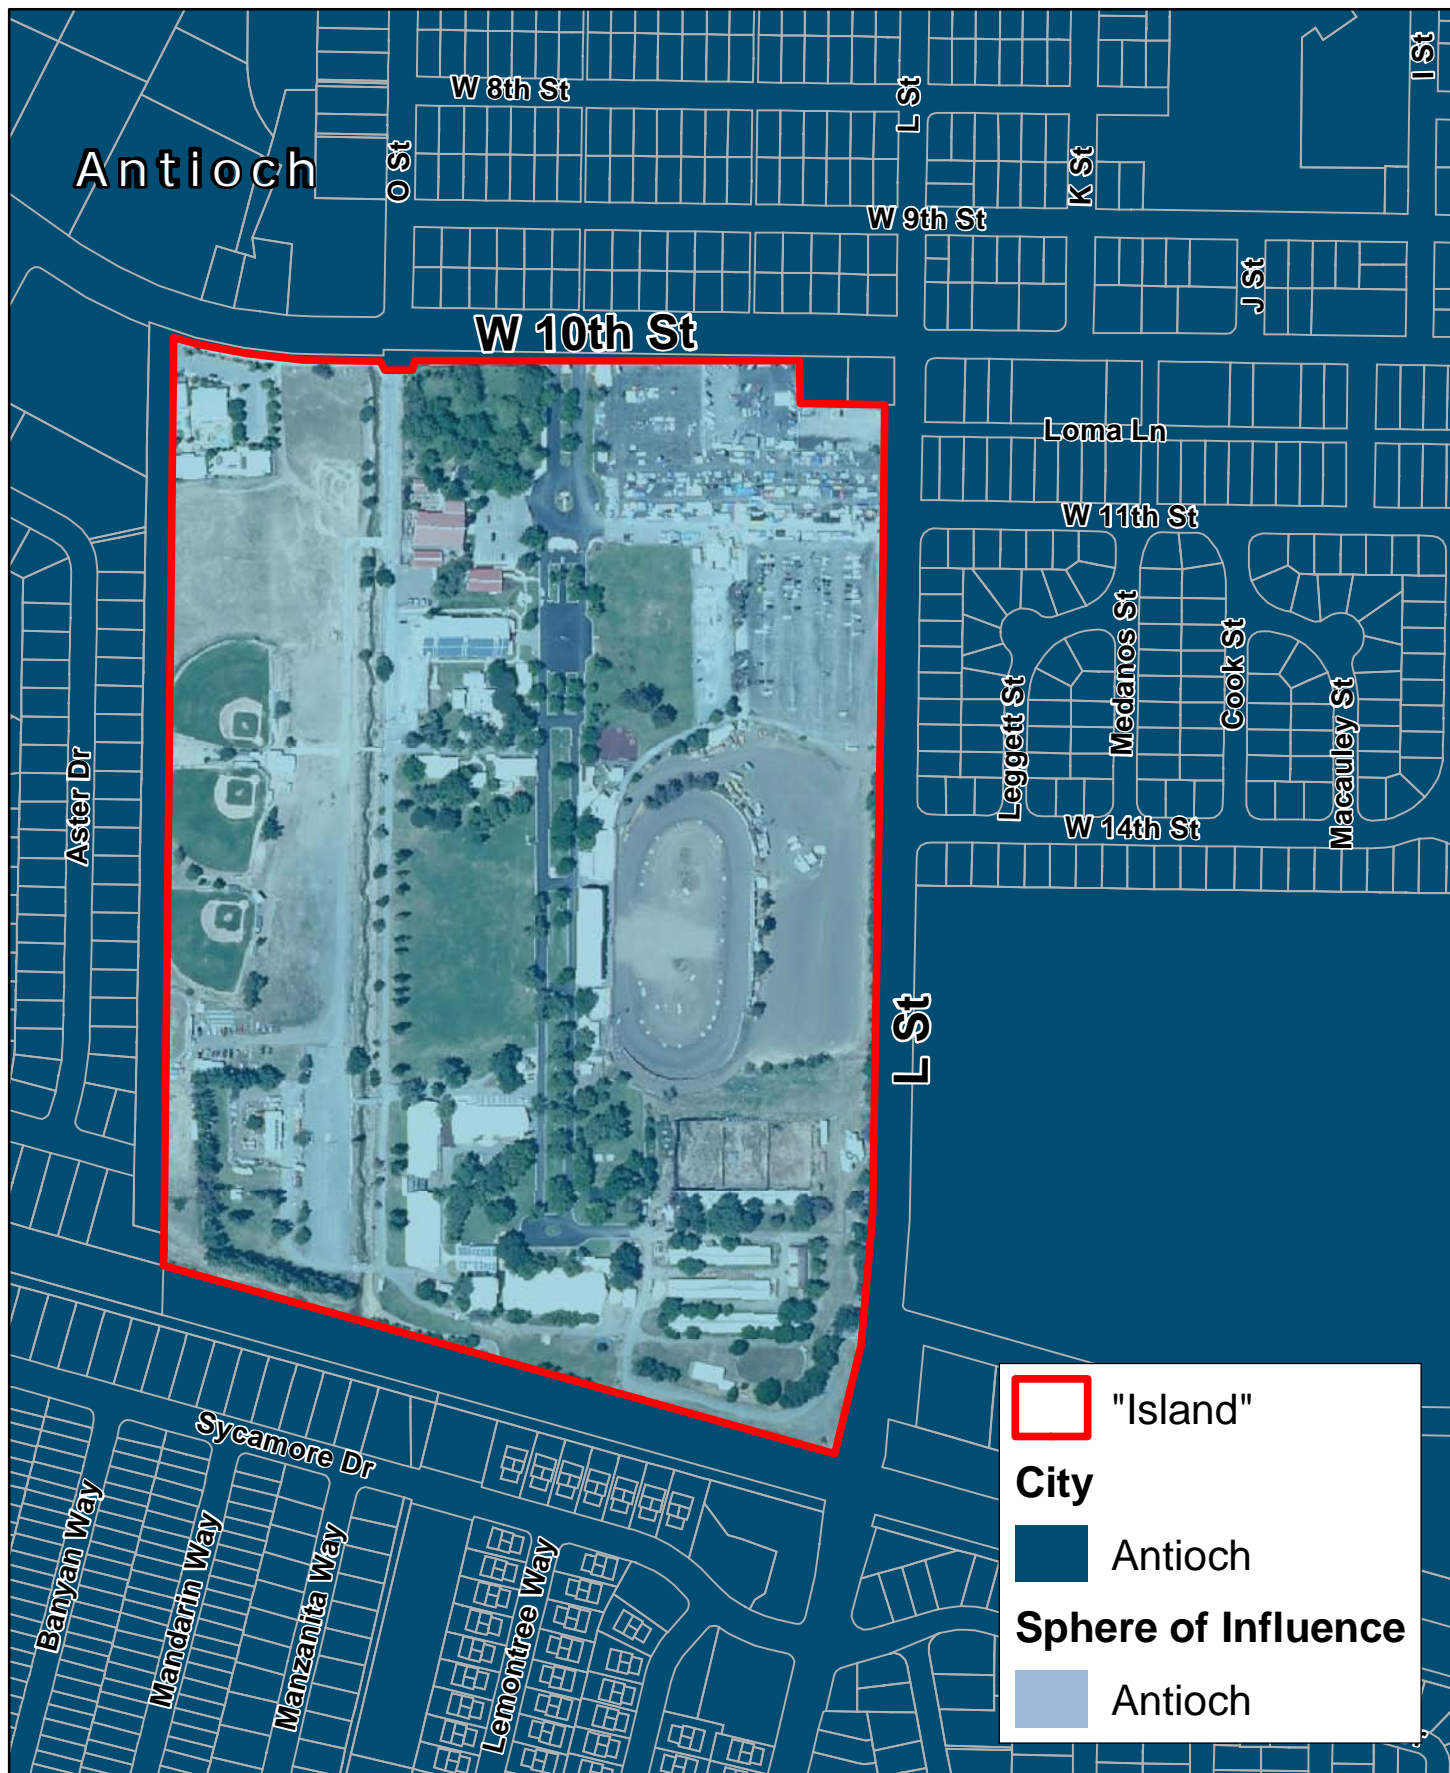 I St
W 8th St
L St
Antioch
O St
K St
W 9th St
J St
W 10th St
Loma Ln
W 11th St
Medanos St
Cook St
Leggett St
Macauley St
Aster Dr
W 14th St
L St
"Island"
City
Antioch
Sphere of Influence
Antioch
Sycamore Dr
Banyan Way
Mandarin Way
Manzanita Way
Lemontree Way